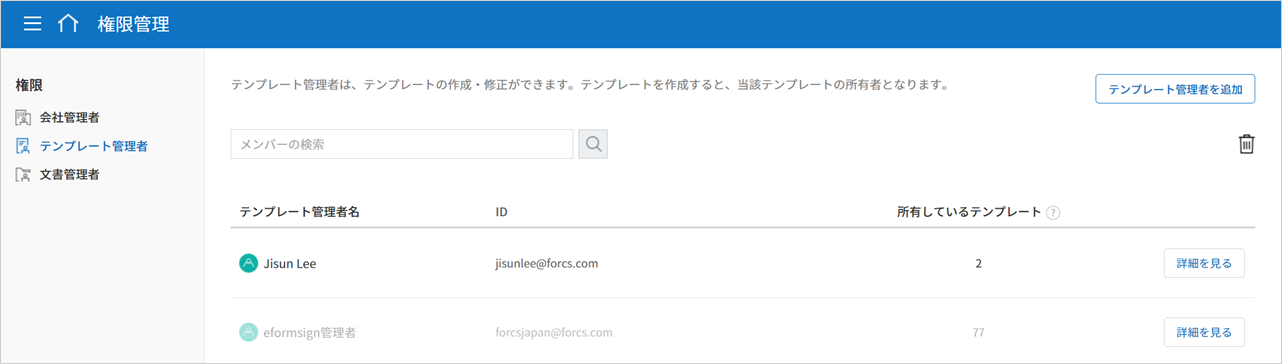 権限管理
権限
会社管理者
テンプレート管理者
文書管理者
テンプレート管理者は、テンプレートの作成・修正ができます。テンプレートを作成すると、当該テンプレートの所有者となります。
テンプレート管理者を追加
メンバーの検索
テンプレート管理者名 ID 所有しているテンプレート ?
Jisun Lee jisunlee@forcs.com 2 詳細を見る
eformsign管理者 forcsjapan@forcs.com 77 詳細を見る